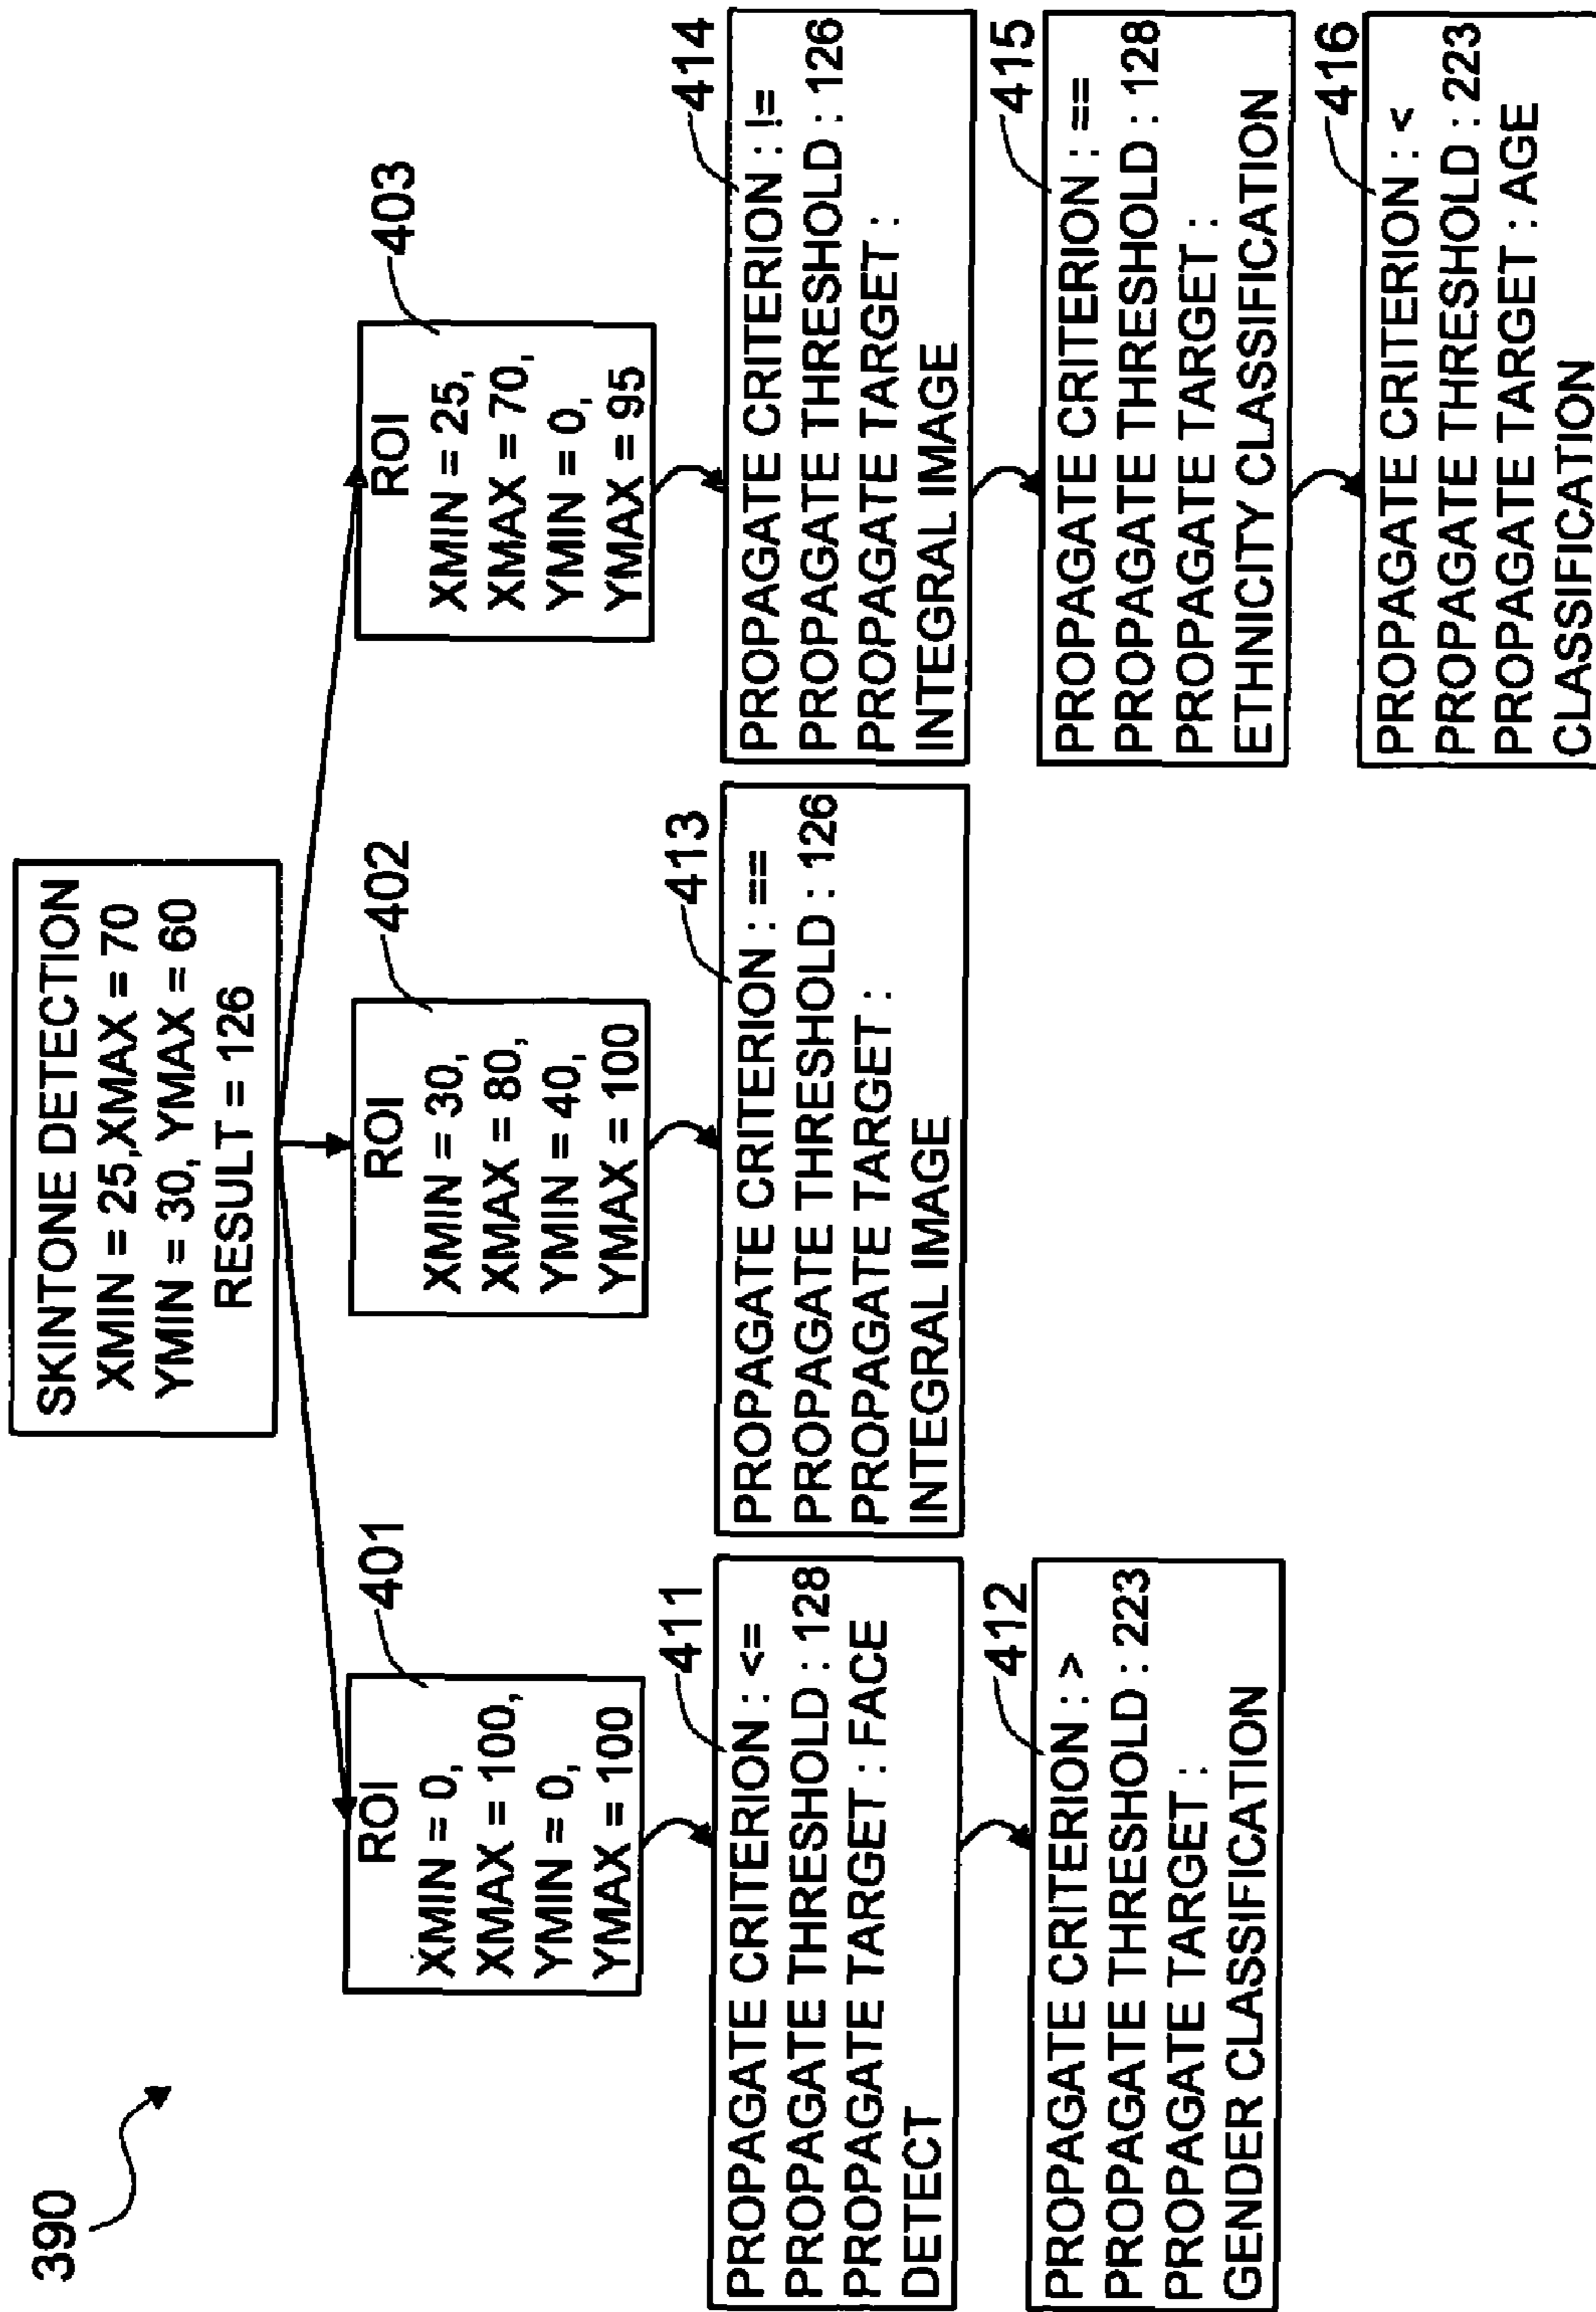 390
SKINTONE DETECTION
XMIN = 25,XMAX = 70
YMIN = 30, YMAX = 60
RESULT = 126
401
ROI
XMIN = 0,
XMAX = 100,
YMIN = 0,
YMAX = 100
402
ROI
XMIN = 30,
XMAX = 80,
YMIN = 40,
YMAX = 100
403
ROI
XMIN = 25,
XMAX = 70,
YMIN = 0,
YMAX = 95
411
PROPAGATE CRITERION : <=
PROPAGATE THRESHOLD : 128
PROPAGATE TARGET : FACE
DETECT
412
PROPAGATE CRITERION : >
PROPAGATE THRESHOLD : 223
PROPAGATE TARGET :
GENDER CLASSIFICATION
413
PROPAGATE CRITERION : ==
PROPAGATE THRESHOLD : 126
PROPAGATE TARGET :
INTEGRAL IMAGE
414
PROPAGATE CRITERION : !=
PROPAGATE THRESHOLD : 126
PROPAGATE TARGET :
INTEGRAL IMAGE
415
PROPAGATE CRITERION : ==
PROPAGATE THRESHOLD : 128
PROPAGATE TARGET :
ETHNICITY CLASSIFICATION
416
PROPAGATE CRITERION : <
PROPAGATE THRESHOLD : 223
PROPAGATE TARGET : AGE
CLASSIFICATION